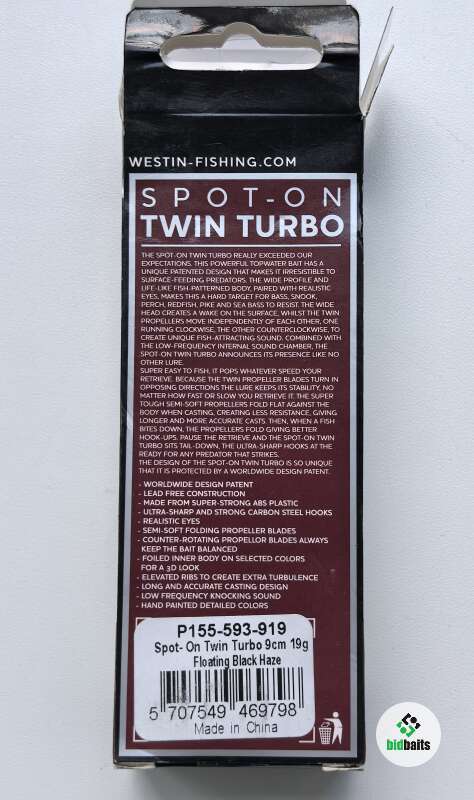 WESTIN-FISHING.COM
SPOT-ON
TWIN TURBO
THE SPOT-ON TWIN TURBO REALLY EXCEEDED OUR
EXPECTATIONS. THIS POWERFUL TOPWATER BAIT HAS A
UNIQUE PATENTED DESIGN THAT MAKES IT IRRESISTIBLE TO
SURFACE-FEEDING PREDATORS. THE WIDE PROFILE AND
LIFE-LIKE FISH-PATTERNED BODY, PAIRED WITH REALISTIC
EYES, MAKES THIS A HARD TARGET FOR BASS, SNOOK,
PERCH, REDFISH, PIKE AND SEA BASS TO RESIST. THE WIDE
HEAD CREATES A WAKE ON THE SURFACE, WHILST THE TWIN
PROPELLERS MOVE INDEPENDENTLY OF EACH OTHER, ONE
RUNNING CLOCKWISE, THE OTHER COUNTERCLOCKWISE, TO
CREATE UNIQUE FISH-ATTRACTING SOUND. COMBINED WITH
THE LOW-FREQUENCY INTERNAL SOUND CHAMBER, THE
SPOT-ON TWIN TURBO ANNOUNCES ITS PRESENCE LIKE NO
OTHER LURE.
SUPER EASY TO FISH, IT POPS WHATEVER SPEED YOUR
RETRIEVE. BECAUSE THE TWIN PROPELLER BLADES TURN IN
OPPOSING DIRECTIONS THE LURE KEEPS ITS STABILITY, NO
MATTER HOW FAST OR SLOW YOU RETRIEVE IT. THE SUPER
TOUGH SEMI-SOFT PROPELLERS FOLD FLAT AGAINST THE
BODY WHEN CASTING, CREATING LESS RESISTANCE, GIVING
LONGER AND MORE ACCURATE CASTS. THEN, WHEN A FISH
BITES DOWN, THE PROPELLERS FOLD GIVING BETTER
HOOK-UPS. PAUSE THE RETRIEVE AND THE SPOT-ON TWIN
TURBO SITS TAIL-DOWN, THE ULTRA-SHARP HOOKS AT THE
READY FOR ANY PREDATOR THAT STRIKES.
THE DESIGN OF THE SPOT-ON TWIN TURBO IS SO UNIQUE
THAT IT IS PROTECTED BY A WORLDWIDE DESIGN PATENT.
- WORLDWIDE DESIGN PATENT
- LEAD FREE CONSTRUCTION
- MADE FROM SUPER-STRONG ABS PLASTIC
- ULTRA-SHARP AND STRONG CARBON STEEL HOOKS
- REALISTIC EYES
- SEMI-SOFT FOLDING PROPELLER BLADES
- COUNTER-ROTATING PROPELLOR BLADES ALWAYS
KEEP THE BAIT BALANCED
- FOILED INNER BODY ON SELECTED COLORS
FOR A 3D LOOK
- ELEVATED RIBS TO CREATE EXTRA TURBULENCE
- LONG AND ACCURATE CASTING DESIGN
- LOW FREQUENCY KNOCKING SOUND
- HAND PAINTED DETAILED COLORS
P155-593-919
Spot- On Twin Turbo 9cm 19g
Floating Black Haze
5 707549 469798
Made in China
bidbaits